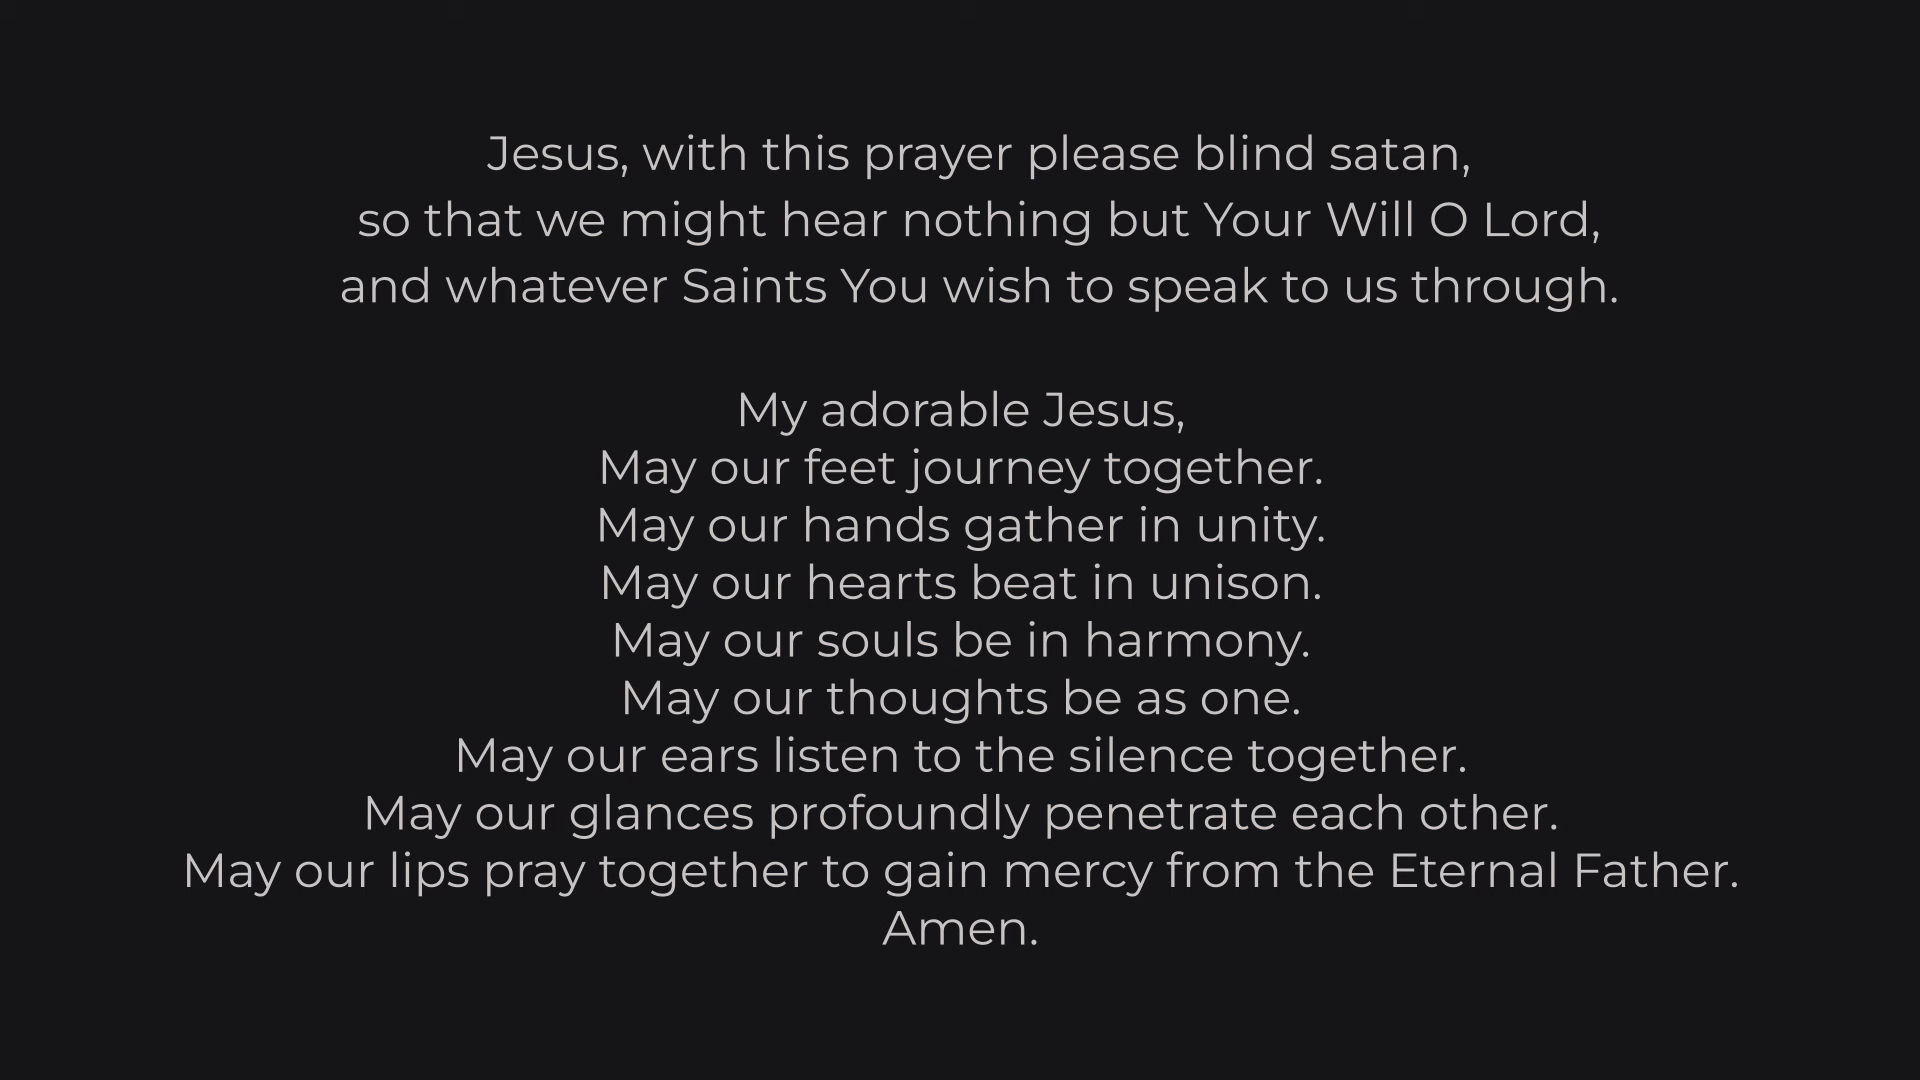 Jesus, with this prayer please blind satan,
so that we might hear nothing but Your Will O Lord,
and whatever Saints You wish to speak to us through.
My adorable Jesus,
May our feet journey together.
May our hands gather in unity.
May our hearts beat in unison.
May our souls be in harmony.
May our thoughts be as one.
May our ears listen to the silence together.
May our glances profoundly penetrate each other.
May our lips pray together to gain mercy from the Eternal Father.
Amen.